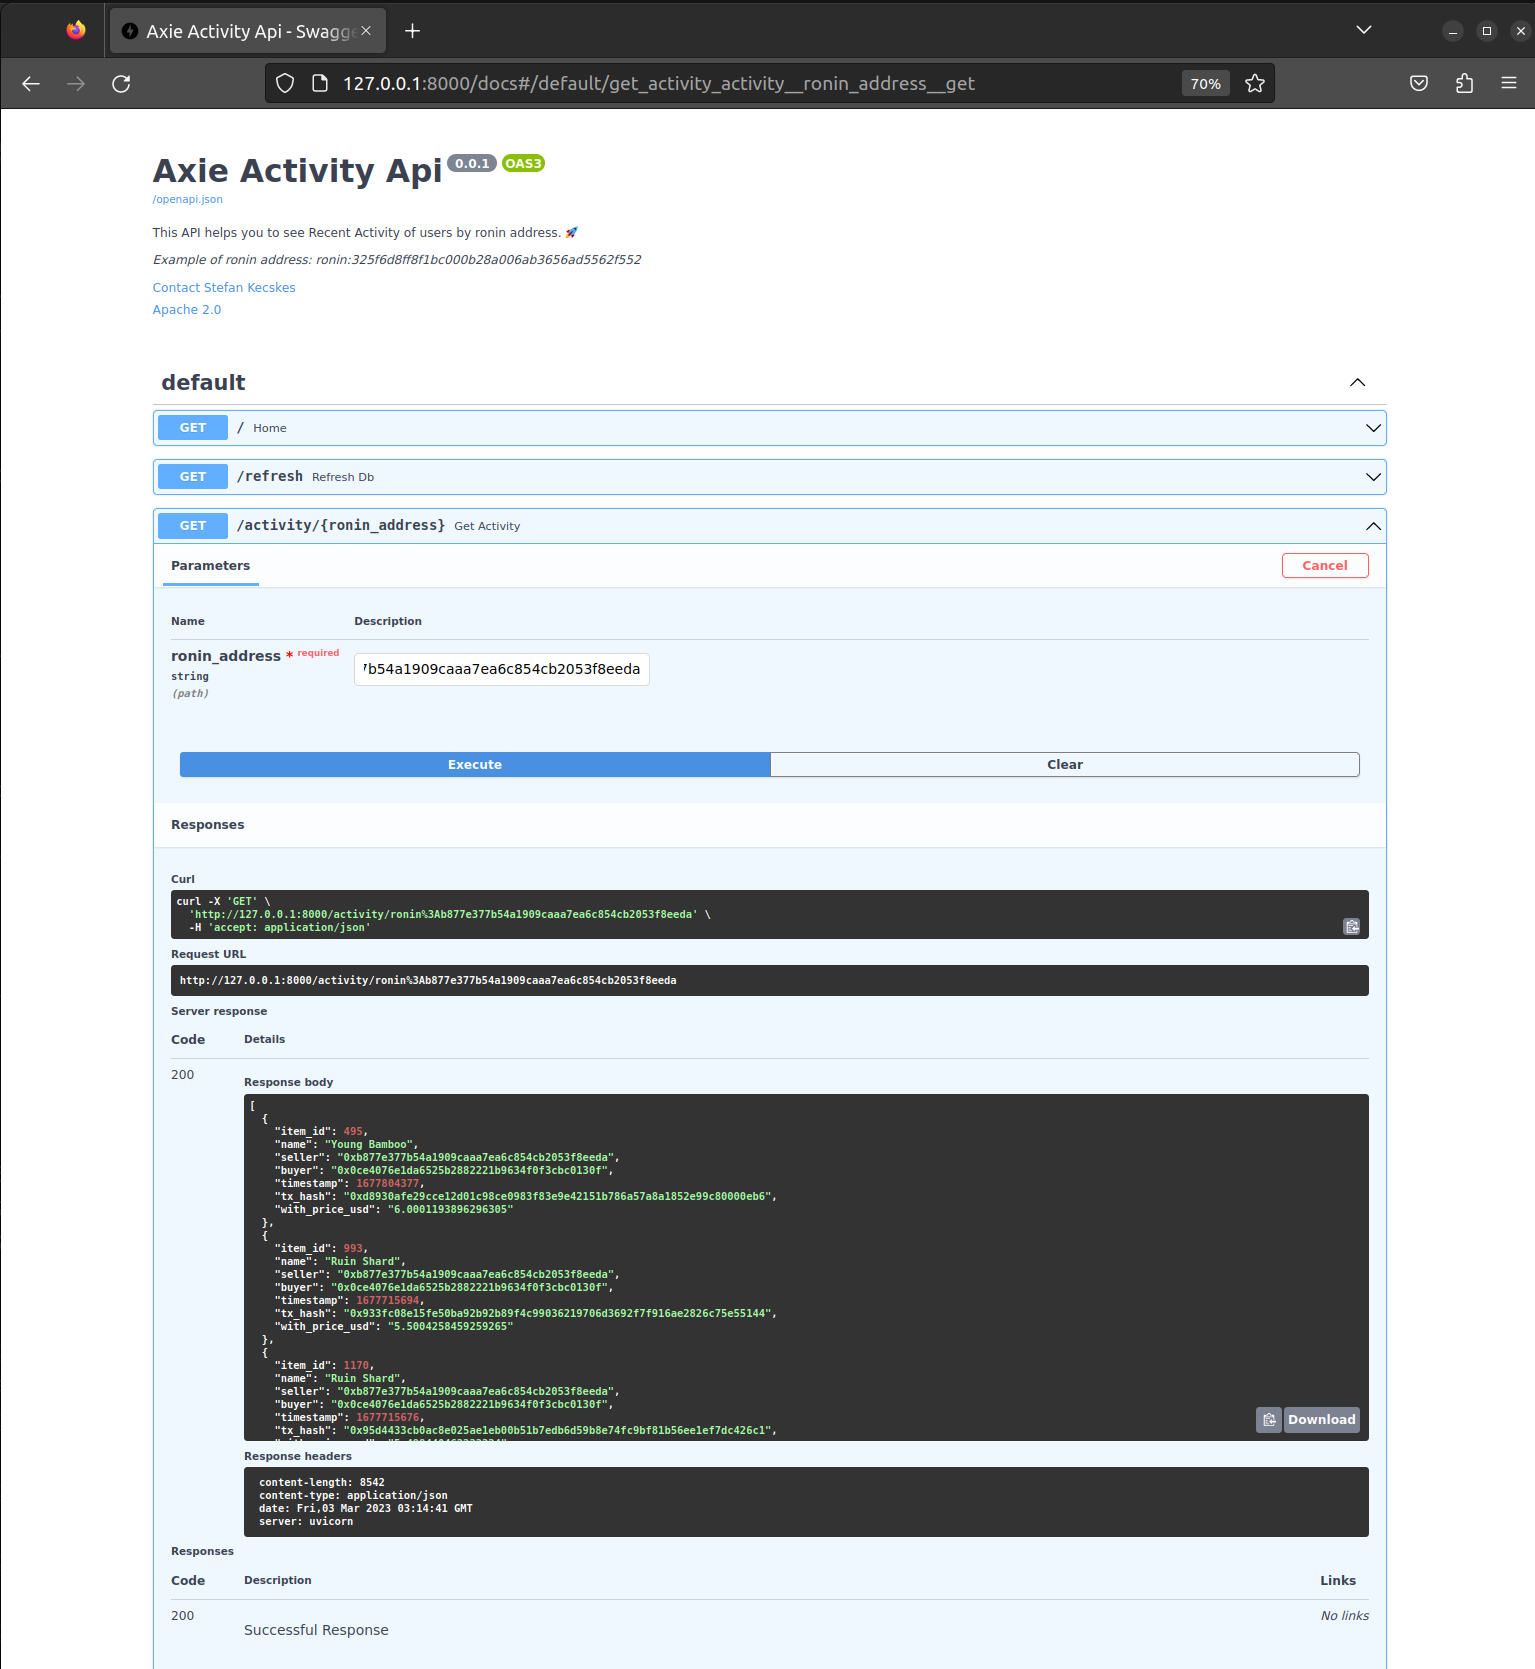 Axie Activity Api - Swagge
127.0.0.1:8000/docs#/default/get_activity_activity__ronin_address__get
70%
Axie Activity Api 0.0.1 OAS3
/openapi.json
This API helps you to see Recent Activity of users by ronin address. 🚀
Example of ronin address: ronin:325f6d8ff8f1bc000b28a006ab3656ad5562f552
Contact Stefan Kecskes
Apache 2.0
default
GET / Home
GET /refresh Refresh Db
GET /activity/{ronin_address} Get Activity
Parameters Cancel
Name Description
ronin_address * required
string
(path)
7b54a1909caaa7ea6c854cb2053f8eeda
Execute Clear
Responses
Curl
curl -X 'GET' \
'http://127.0.0.1:8000/activity/ronin%3Ab877e377b54a1909caaa7ea6c854cb2053f8eeda' \
-H 'accept: application/json'
Request URL
http://127.0.0.1:8000/activity/ronin%3Ab877e377b54a1909caaa7ea6c854cb2053f8eeda
Server response
Code Details
200
Response body
[
{
"item_id": 495,
"name": "Young Bamboo",
"seller": "0xb877e377b54a1909caaa7ea6c854cb2053f8eeda",
"buyer": "0x0ce4076e1da6525b2882221b9634f0f3cbc0130f",
"timestamp": 1677804377,
"tx_hash": "0xd8930afe29cce12d01c98ce0983f83e9e42151b786a57a8a1852e99c80000eb6",
"with_price_usd": "6.0001193896296305"
},
{
"item_id": 993,
"name": "Ruin Shard",
"seller": "0xb877e377b54a1909caaa7ea6c854cb2053f8eeda",
"buyer": "0x0ce4076e1da6525b2882221b9634f0f3cbc0130f",
"timestamp": 1677715694,
"tx_hash": "0x933fc08e15fe50ba92b92b89f4c99036219706d3692f7f916ae2826c75e55144",
"with_price_usd": "5.5004258459259265"
},
{
"item_id": 1170,
"name": "Ruin Shard",
"seller": "0xb877e377b54a1909caaa7ea6c854cb2053f8eeda",
"buyer": "0x0ce4076e1da6525b2882221b9634f0f3cbc0130f",
"timestamp": 1677715676,
"tx_hash": "0x95d4433cb0ac8e025ae1eb00b51b7edb6d59b8e74fc9bf81b56ee1ef7dc426c1",
Download
Response headers
content-length: 8542
content-type: application/json
date: Fri,03 Mar 2023 03:14:41 GMT
server: uvicorn
Responses
Code Description Links
200 No links
Successful Response